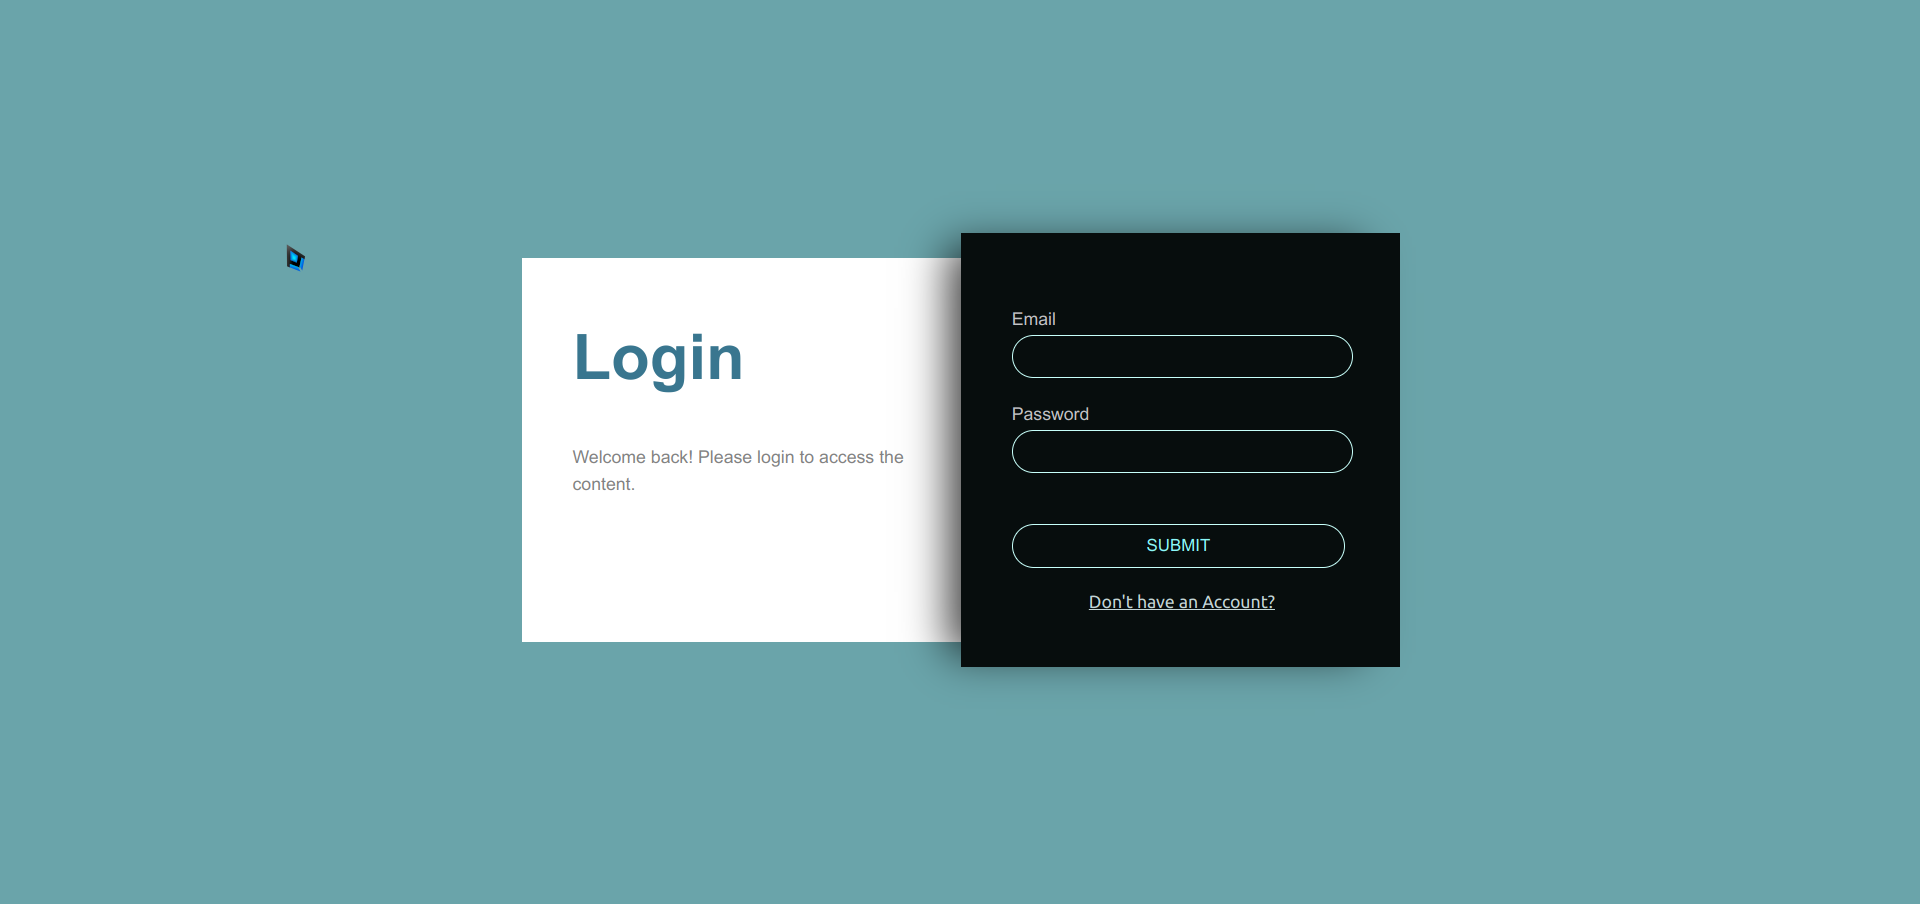 Login
Welcome back! Please login to access the
content.
Email
Password
SUBMIT
Don't have an Account?